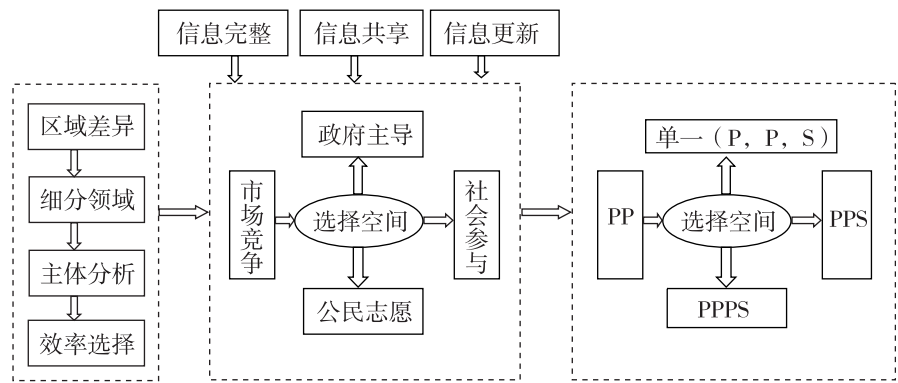 信息完整
信息共享
信息更新
区域差异
细分领域
主体分析
效率选择
政府主导
市场竞争
选择空间
社会参与
公民志愿
单一（P，P，S）
PP
选择空间
PPS
PPPS